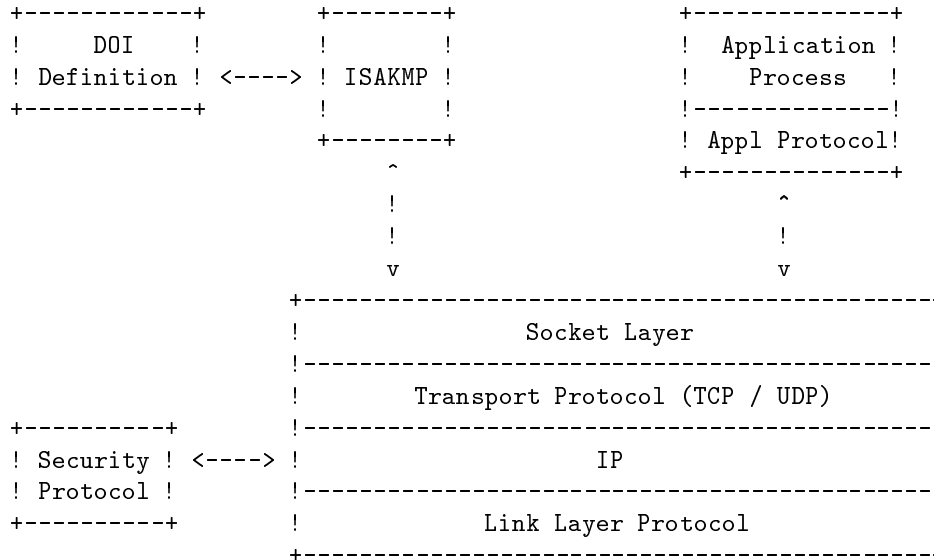 DOI
Definition
<---->
ISAKMP
Application
Process
Appl Protocol
Socket Layer
Transport Protocol (TCP / UDP)
Security
Protocol
<---->
IP
Link Layer Protocol